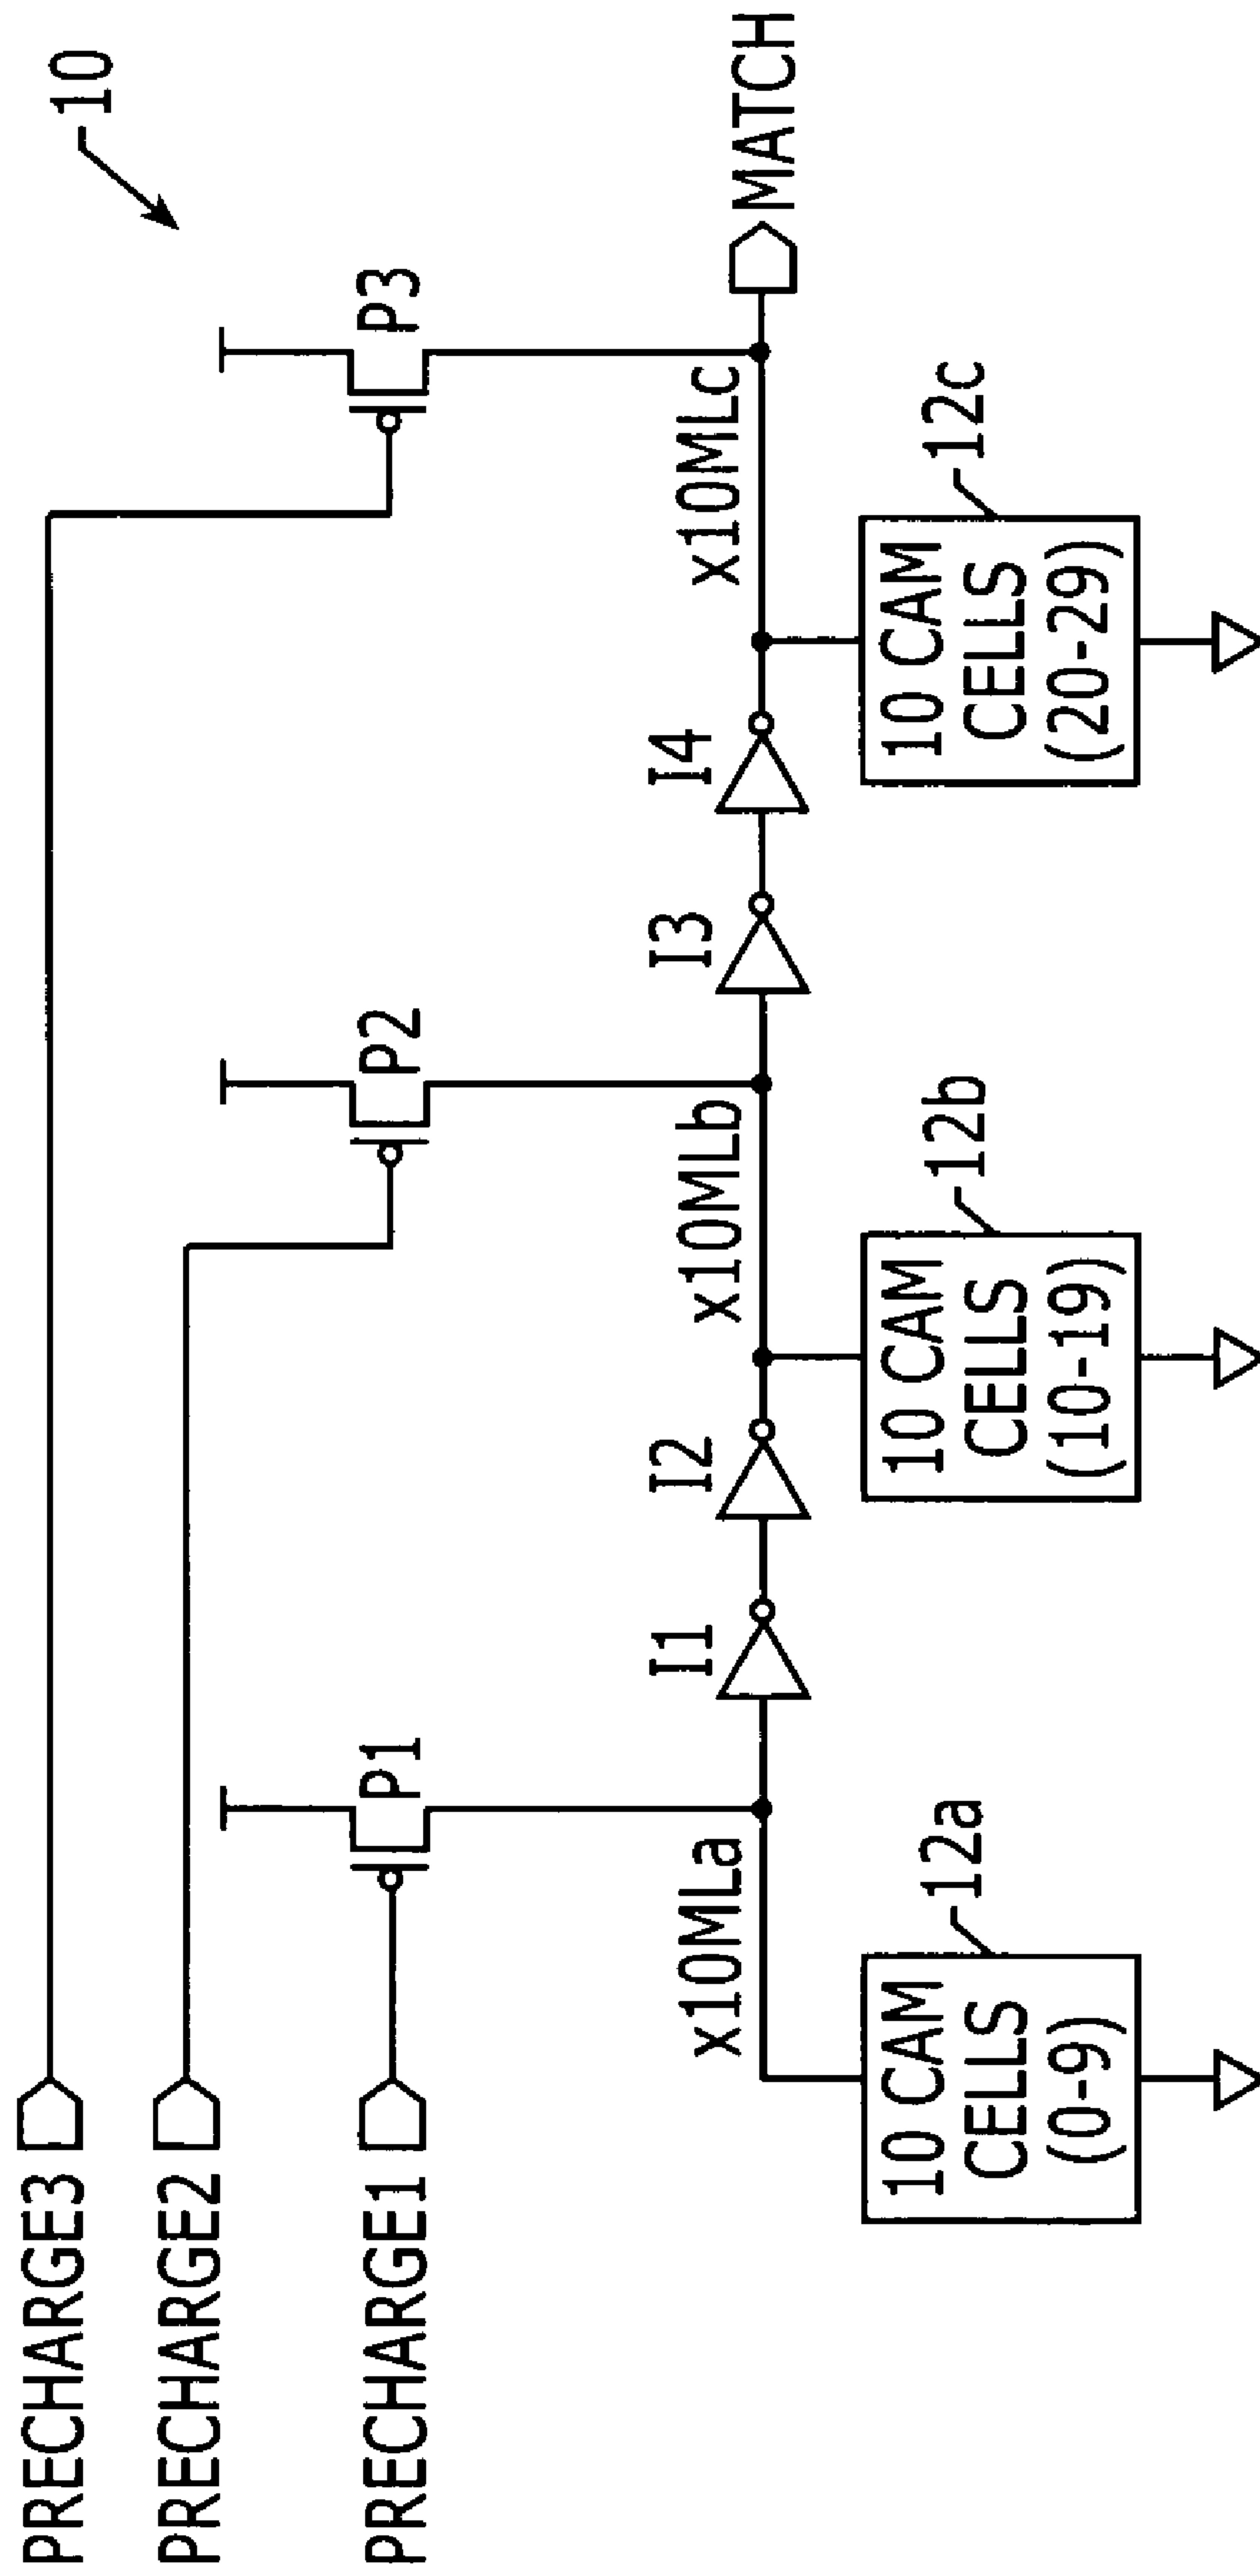 10
PRECHARGE3
PRECHARGE2
PRECHARGE1
P1
P2
P3
x10MLa
I1
I2
x10MLb
I3
I4
x10MLc
MATCH
12a
10 CAM
CELLS
(0-9)
12b
10 CAM
CELLS
(10-19)
12c
10 CAM
CELLS
(20-29)